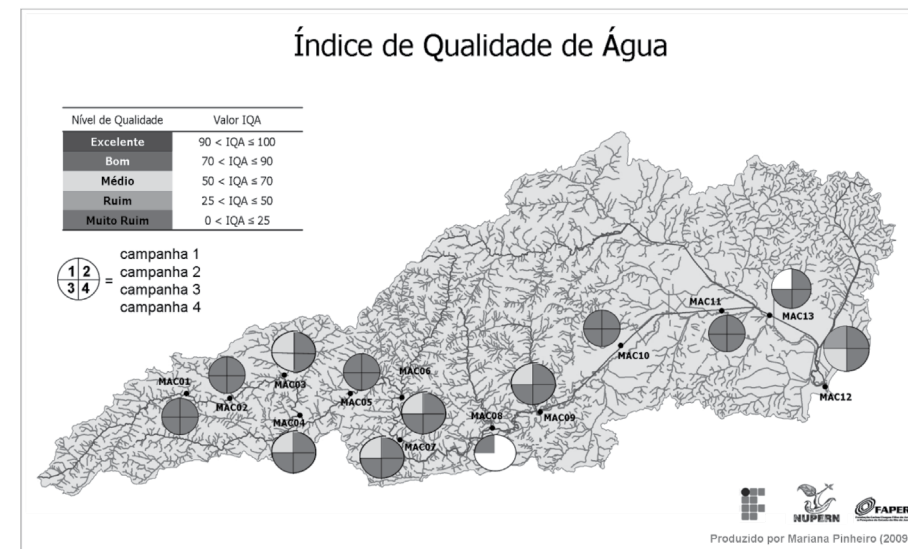 Índice de Qualidade de Água
Nível de Qualidade Valor IQA
Excelente 90 < IQA ≤ 100
Bom 70 < IQA ≤ 90
Médio 50 < IQA ≤ 70
Ruim 25 < IQA ≤ 50
Muito Ruim 0 < IQA ≤ 25
1 2
3 4
=
campanha 1
campanha 2
campanha 3
campanha 4
MAC13
MAC11
MAC10
MAC12
MAC06
MAC01
MAC03
MAC05
MAC02
MAC04
MAC08
MAC09
MAC07
NUPERN
FAPER
Produzido por Mariana Pinheiro (2009